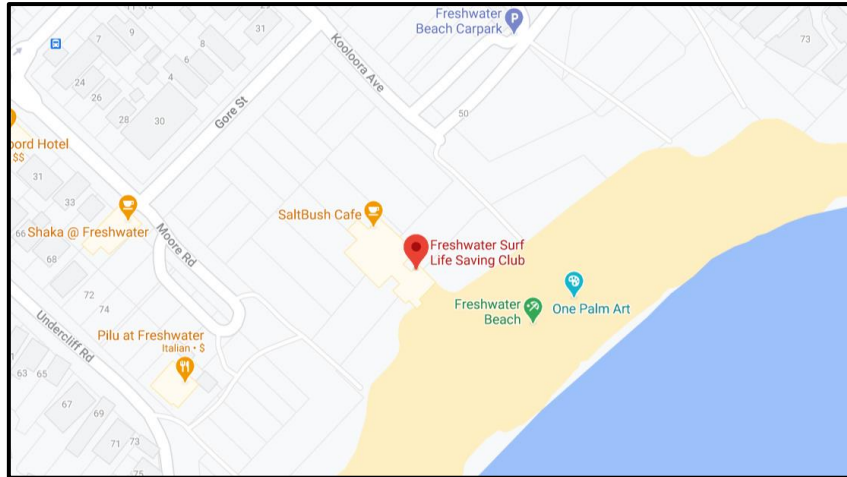 Freshwater
Beach Carpark
P
31
9
7
8
6
4
24
26
28
30
Kooloora Ave
50
73
Gore St
oord Hotel
$$
31
33
SaltBush Cafe
Shaka @ Freshwater
66
68
Moore Rd
Freshwater Surf
Life Saving Club
72
74
Freshwater
Beach
One Palm Art
Undercliff Rd
Pilu at Freshwater
Italian • $
63
65
67
69
71
73
75